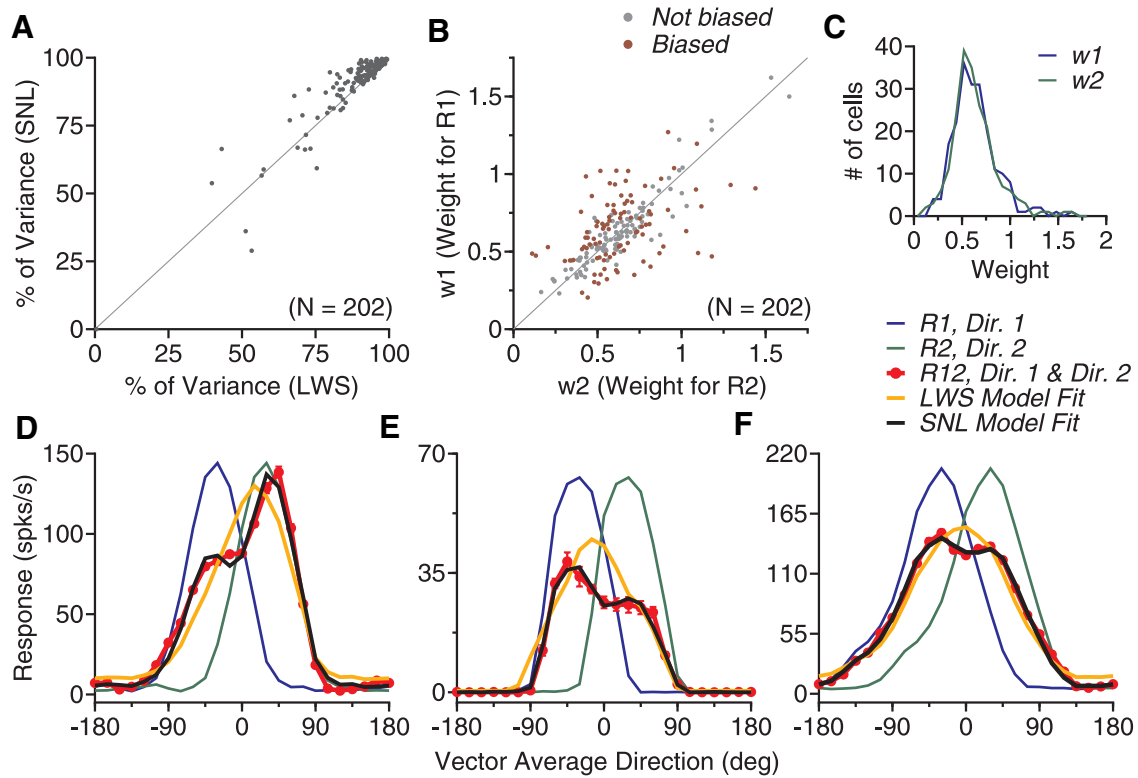 A
B
C
Not biased
Biased
% of Variance (SNL)
100
75
50
25
0
0
25
50
75
100
% of Variance (LWS)
(N = 202)
w1 (Weight for R1)
1.5
1
0.5
0
0
0.5
1
1.5
w2 (Weight for R2)
(N = 202)
# of cells
40
30
20
10
0
0
0.5
1
1.5
2
Weight
w1
w2
R1, Dir. 1
R2, Dir. 2
R12, Dir. 1 & Dir. 2
LWS Model Fit
SNL Model Fit
D
E
F
Response (spks/s)
150
100
50
0
-180
-90
0
90
180
70
35
0
-180
-90
0
90
180
220
165
110
55
0
-180
-90
0
90
180
Vector Average Direction (deg)